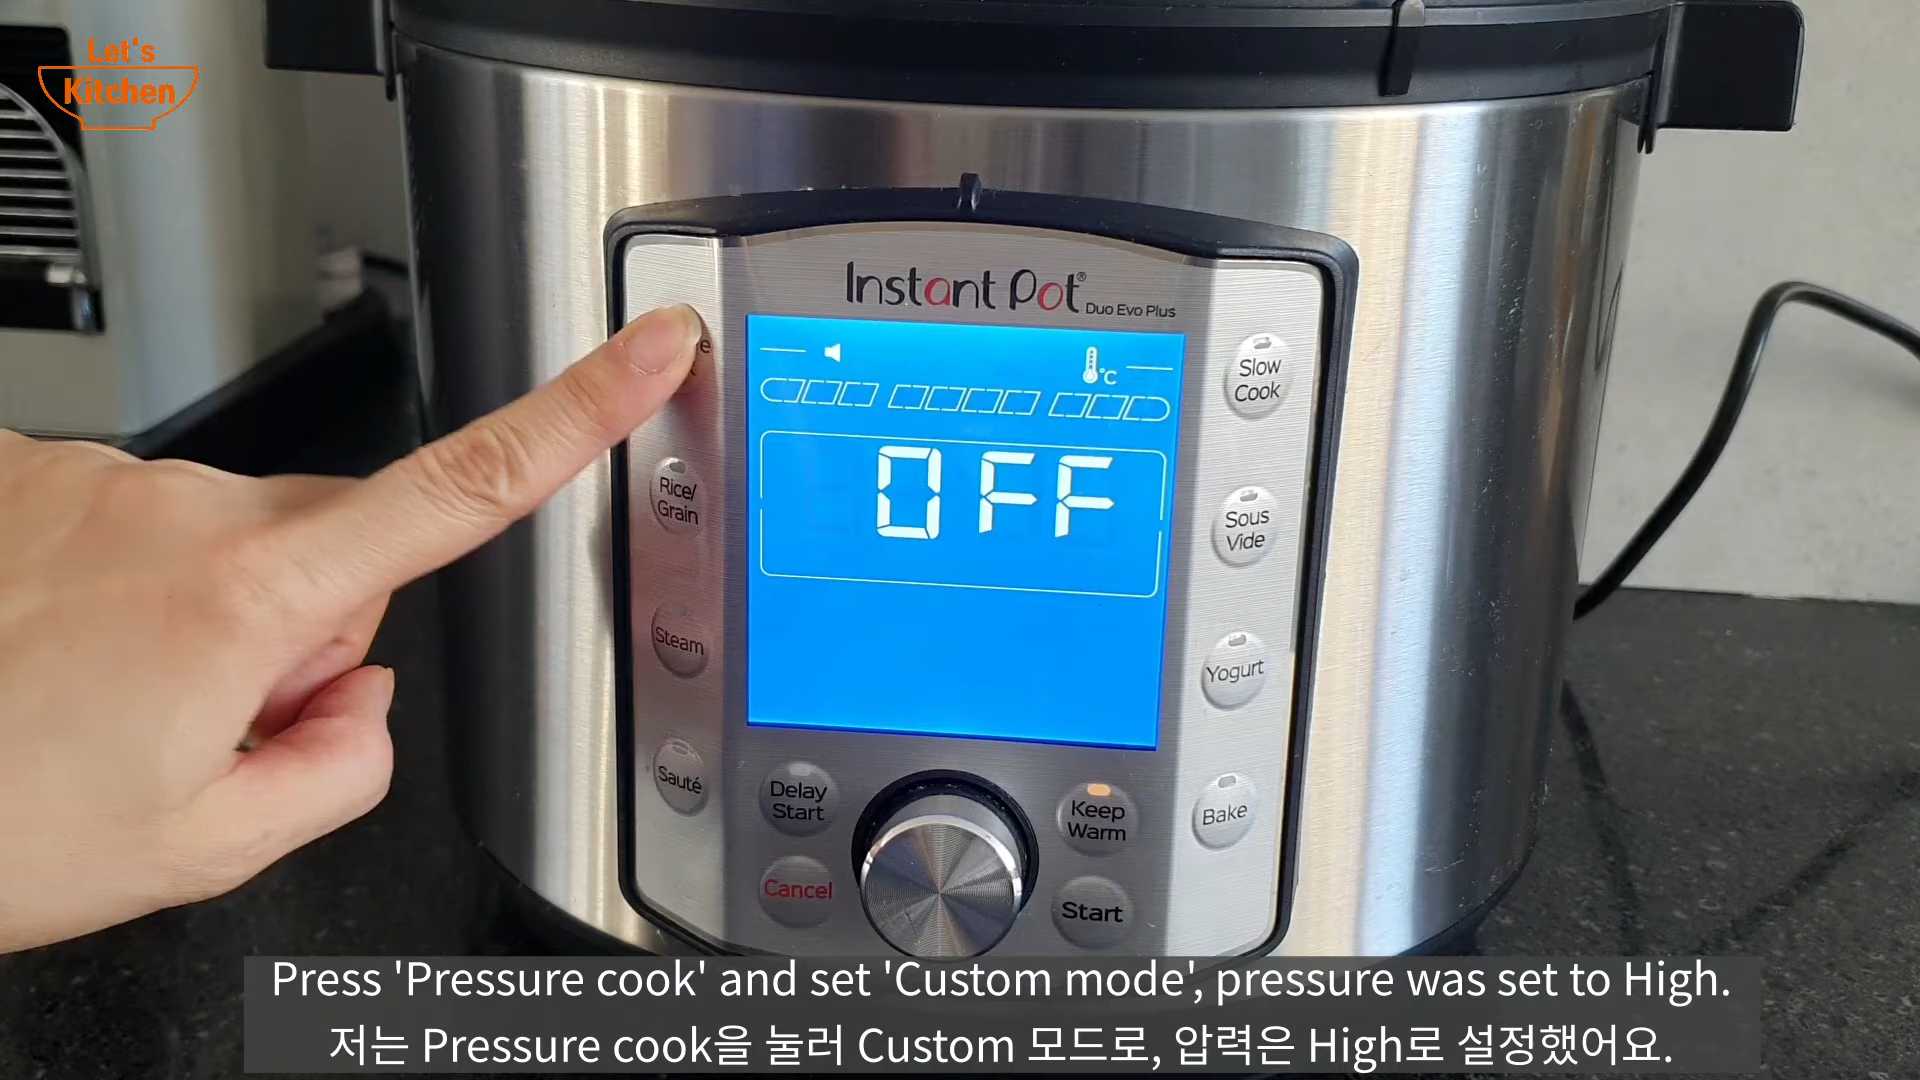 Let's
Kitchen
Instant Pot®
Duo Evo Plus
°C
OFF
Rice/
Grain
Steam
Sauté
Slow
Cook
Sous
Vide
Yogurt
Bake
Delay
Start
Keep
Warm
Cancel
Start
Press 'Pressure cook' and set 'Custom mode', pressure was set to High.
저는 Pressure cook을 눌러 Custom 모드로, 압력은 High로 설정했어요.